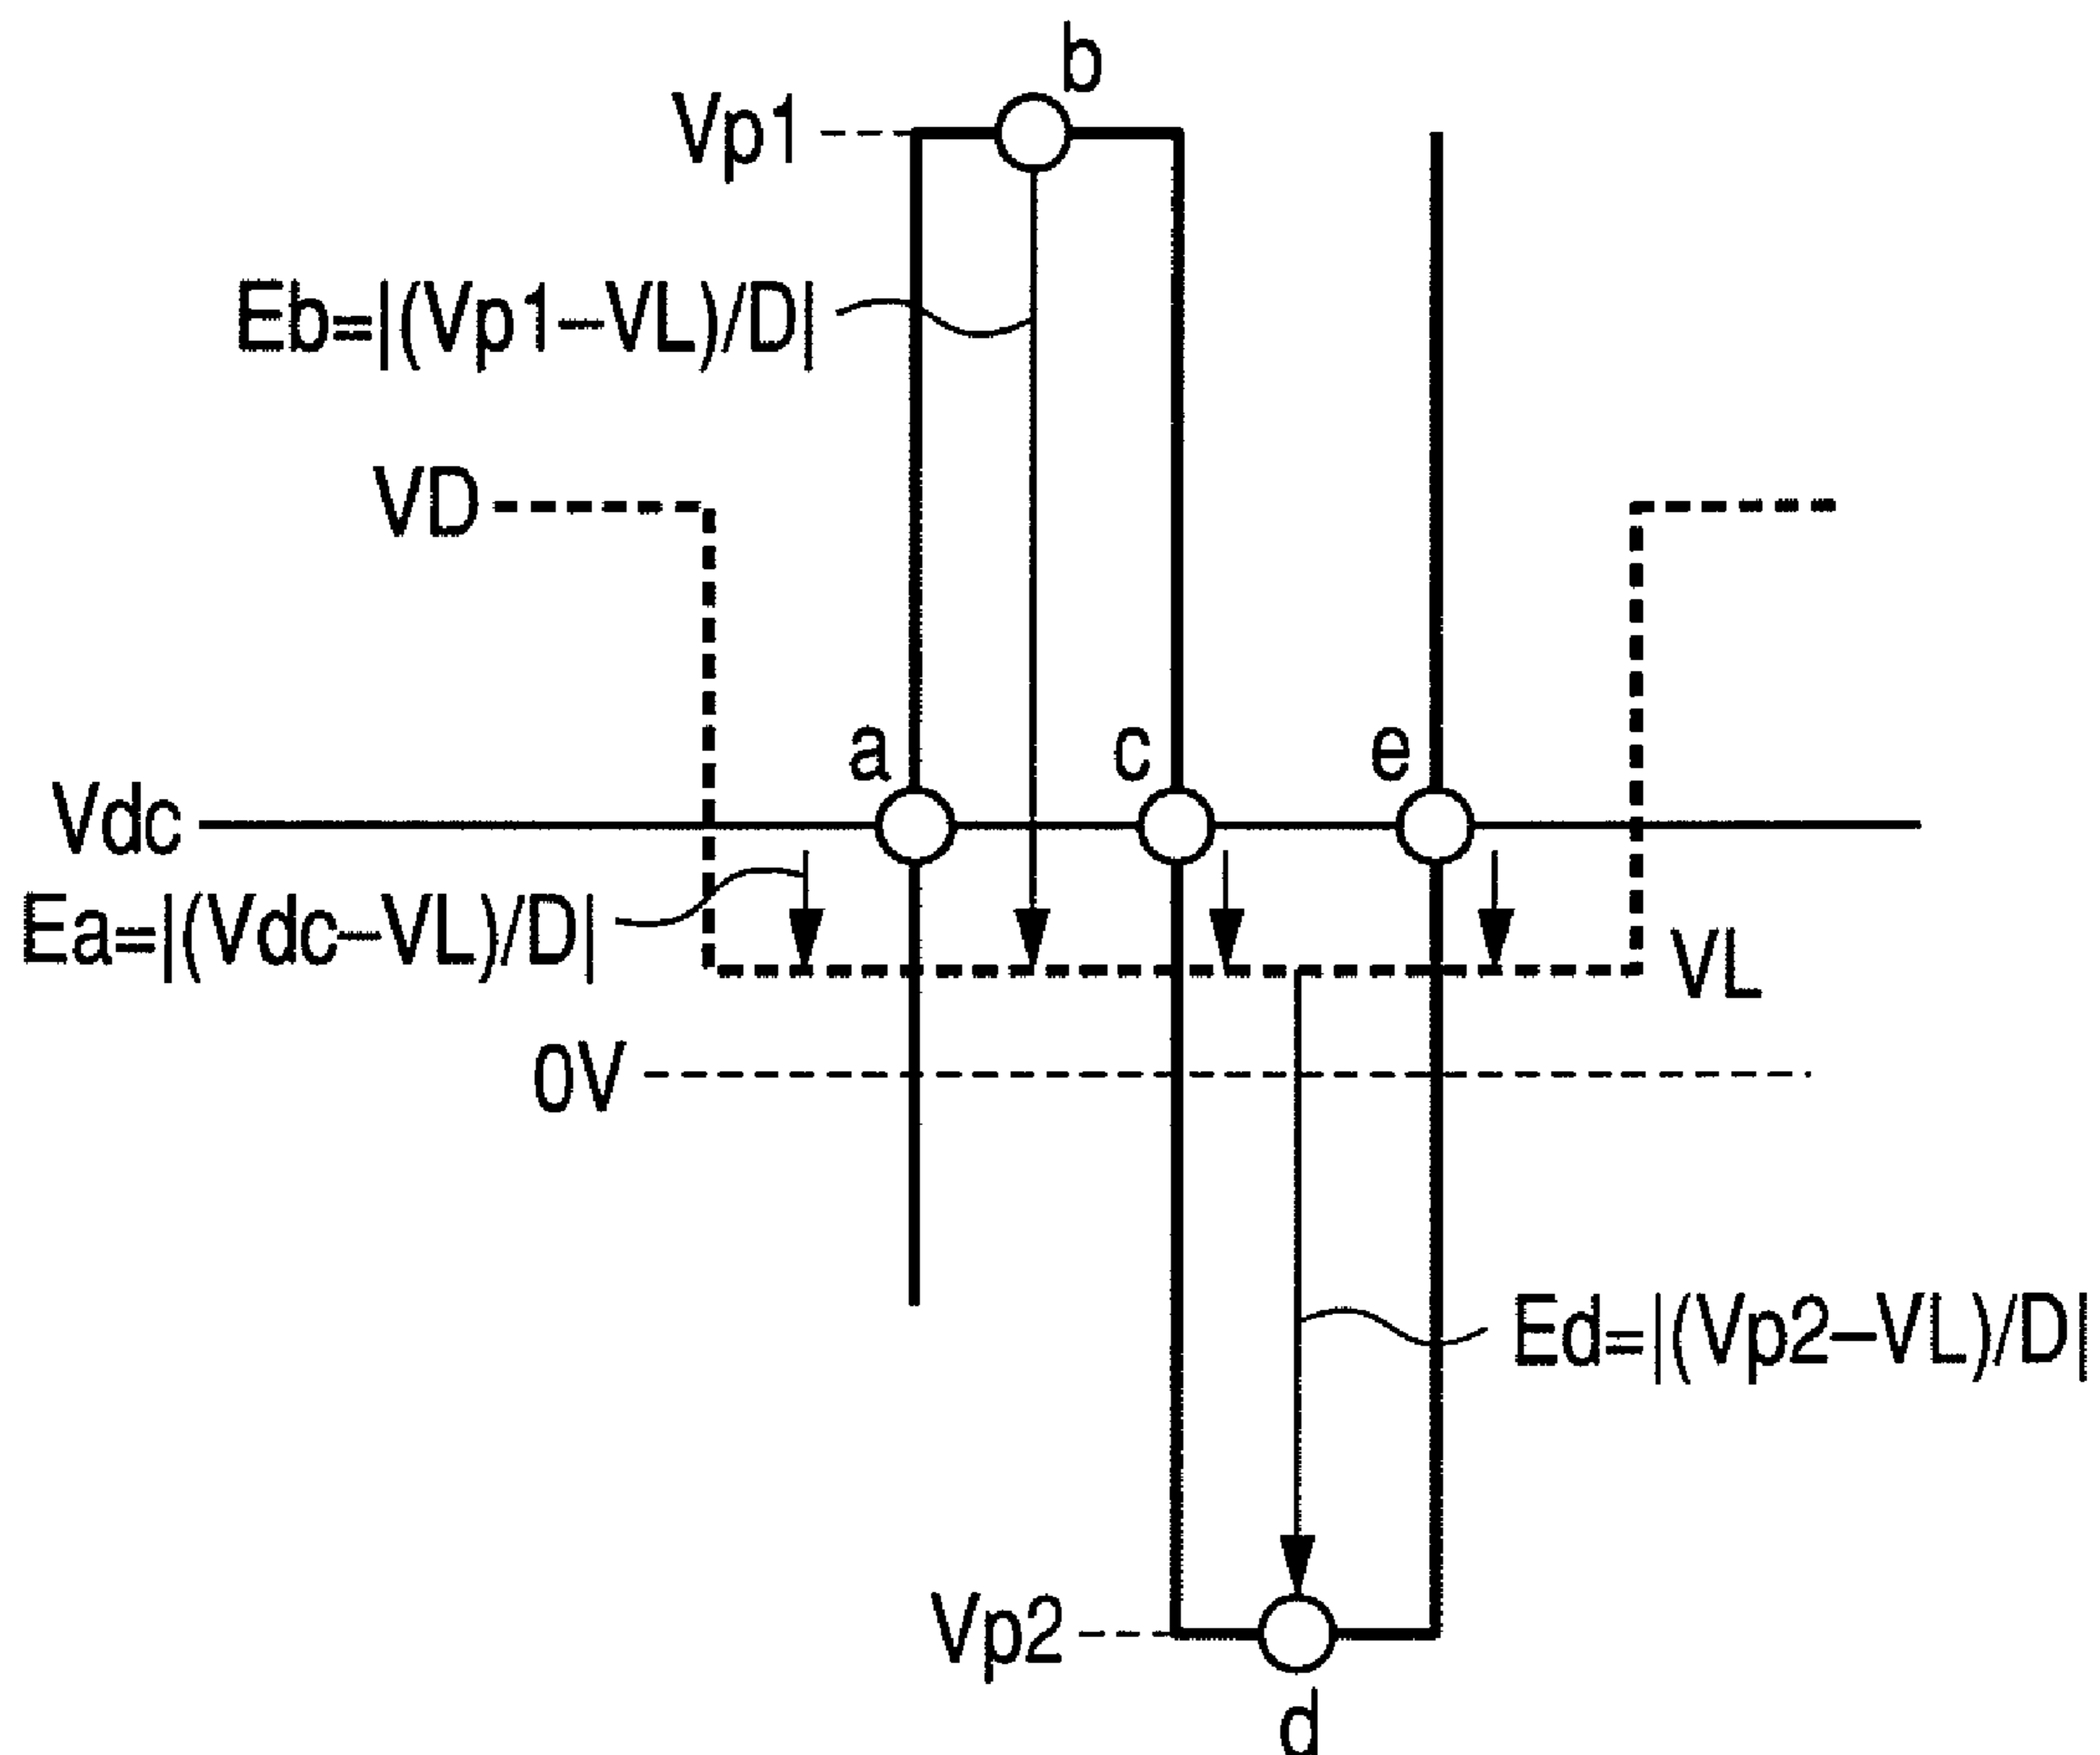 b
Vp1
Eb=|(Vp1-VL)/D|
VD
a
c
e
Vdc
Ea=|(Vdc-VL)/D|
VL
0V
Ed=|(Vp2-VL)/D|
Vp2
d